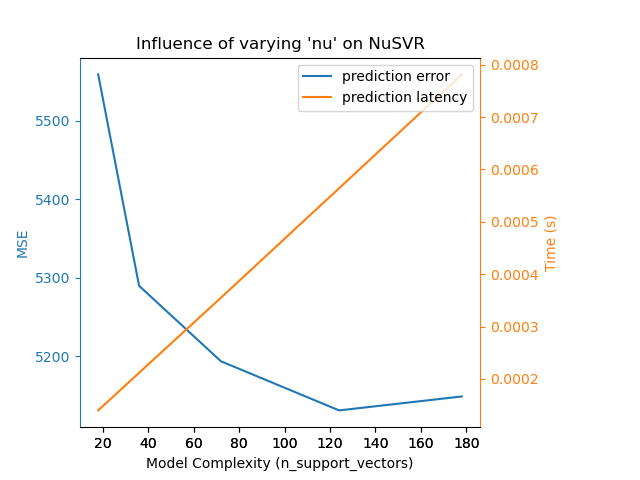 Influence of varying 'nu' on NuSVR
prediction error
prediction latency
MSE
5500
5400
5300
5200
0.0008
0.0007
0.0006
0.0005
0.0004
0.0003
0.0002
Time (s)
20 40 60 80 100 120 140 160 180
Model Complexity (n_support_vectors)